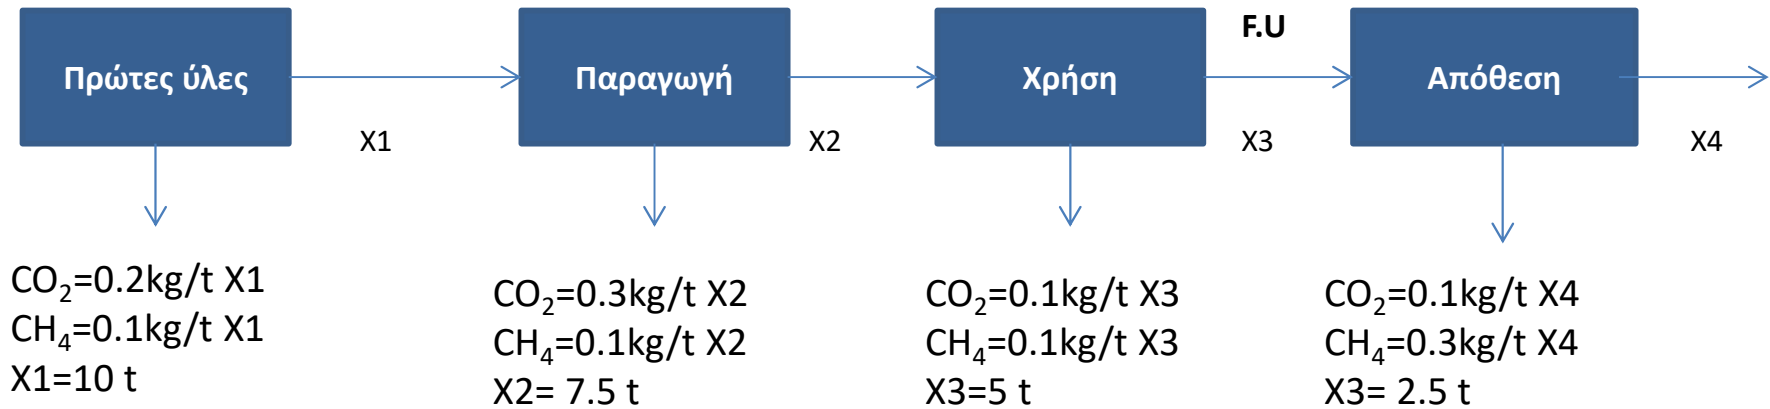 F.U
Πρώτες ύλες
Παραγωγή
Χρήση
Απόθεση
X1
X2
X3
X4
CO₂=0.2kg/t X1
CH₄=0.1kg/t X1
X1=10 t
CO₂=0.3kg/t X2
CH₄=0.1kg/t X2
X2= 7.5 t
CO₂=0.1kg/t X3
CH₄=0.1kg/t X3
X3=5 t
CO₂=0.1kg/t X4
CH₄=0.3kg/t X4
X3= 2.5 t